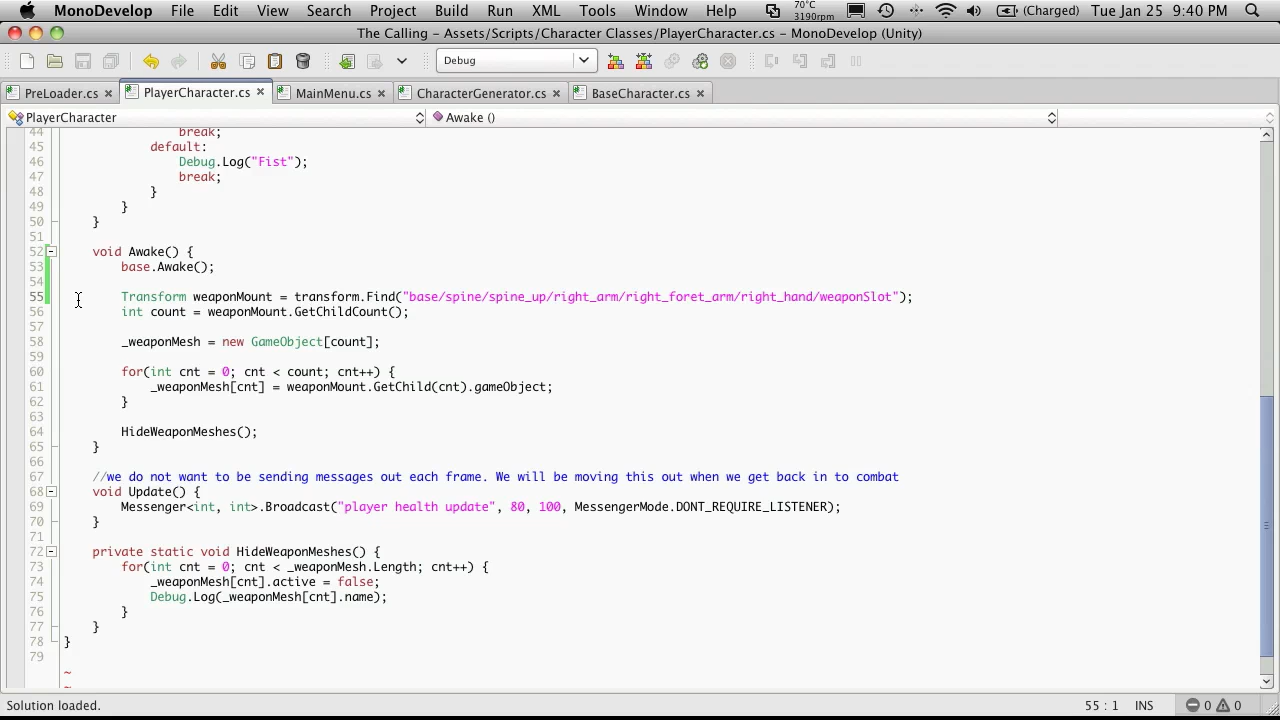 MonoDevelop File Edit View Search Project Build Run XML Tools Window Help 70°C 3190rpm (Charged) Tue Jan 25 9:40 PM
The Calling - Assets/Scripts/Character Classes/PlayerCharacter.cs - MonoDevelop (Unity)
Debug
PreLoader.cs PlayerCharacter.cs MainMenu.cs CharacterGenerator.cs BaseCharacter.cs
PlayerCharacter Awake ()
44 break;
45 default:
46 Debug.Log("Fist");
47 break;
48 }
49 }
50 }
51
52 void Awake() {
53 base.Awake();
54
55 Transform weaponMount = transform.Find("base/spine/spine_up/right_arm/right_foret_arm/right_hand/weaponSlot");
56 int count = weaponMount.GetChildCount();
57
58 _weaponMesh = new GameObject[count];
59
60 for(int cnt = 0; cnt < count; cnt++) {
61 _weaponMesh[cnt] = weaponMount.GetChild(cnt).gameObject;
62 }
63
64 HideWeaponMeshes();
65 }
66
67 //we do not want to be sending messages out each frame. We will be moving this out when we get back in to combat
68 void Update() {
69 Messenger<int, int>.Broadcast("player health update", 80, 100, MessengerMode.DONT_REQUIRE_LISTENER);
70 }
71
72 private static void HideWeaponMeshes() {
73 for(int cnt = 0; cnt < _weaponMesh.Length; cnt++) {
74 _weaponMesh[cnt].active = false;
75 Debug.Log(_weaponMesh[cnt].name);
76 }
77 }
78 }
79
~
~
Solution loaded. 55 : 1 INS 0 0